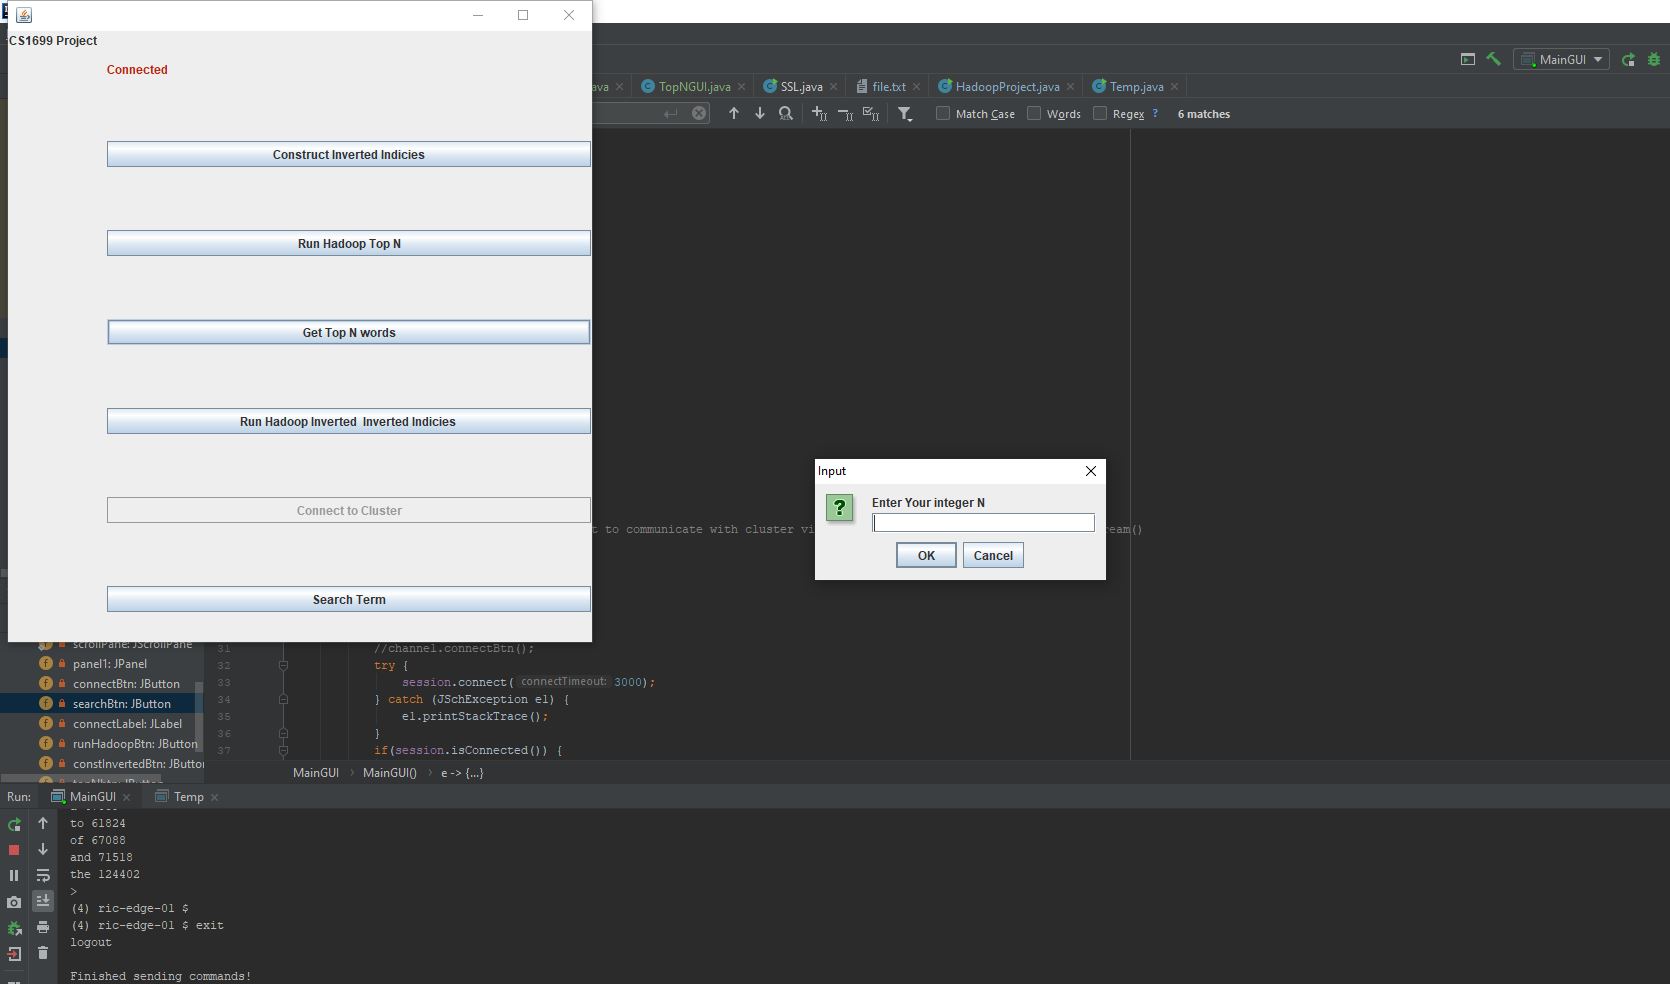 CS1699 Project
Connected
Construct Inverted Indicies
Run Hadoop Top N
Get Top N words
Run Hadoop Inverted  Inverted Indicies
Connect to Cluster
Search Term
MainGUI
TopNGUI.java
SSL.java
file.txt
HadoopProject.java
Temp.java
Match Case
Words
Regex
?
6 matches
Input
?
Enter Your integer N
OK
Cancel
t to communicate with cluster vi
ream()
scrollPane: JScrollPane
panel1: JPanel
connectBtn: JButton
searchBtn: JButton
connectLabel: JLabel
runHadoopBtn: JButton
constInvertedBtn: JButto
31 //channel.connectBtn();
32 try {
33 session.connect( connectTimeout: 3000);
34 } catch (JSchException e1) {
35 e1.printStackTrace();
36 }
37 if(session.isConnected()) {
MainGUI › MainGUI() › e -> {...}
Run: MainGUI Temp
to 61824
of 67088
and 71518
the 124402
>
(4) ric-edge-01 $
(4) ric-edge-01 $ exit
logout
Finished sending commands!